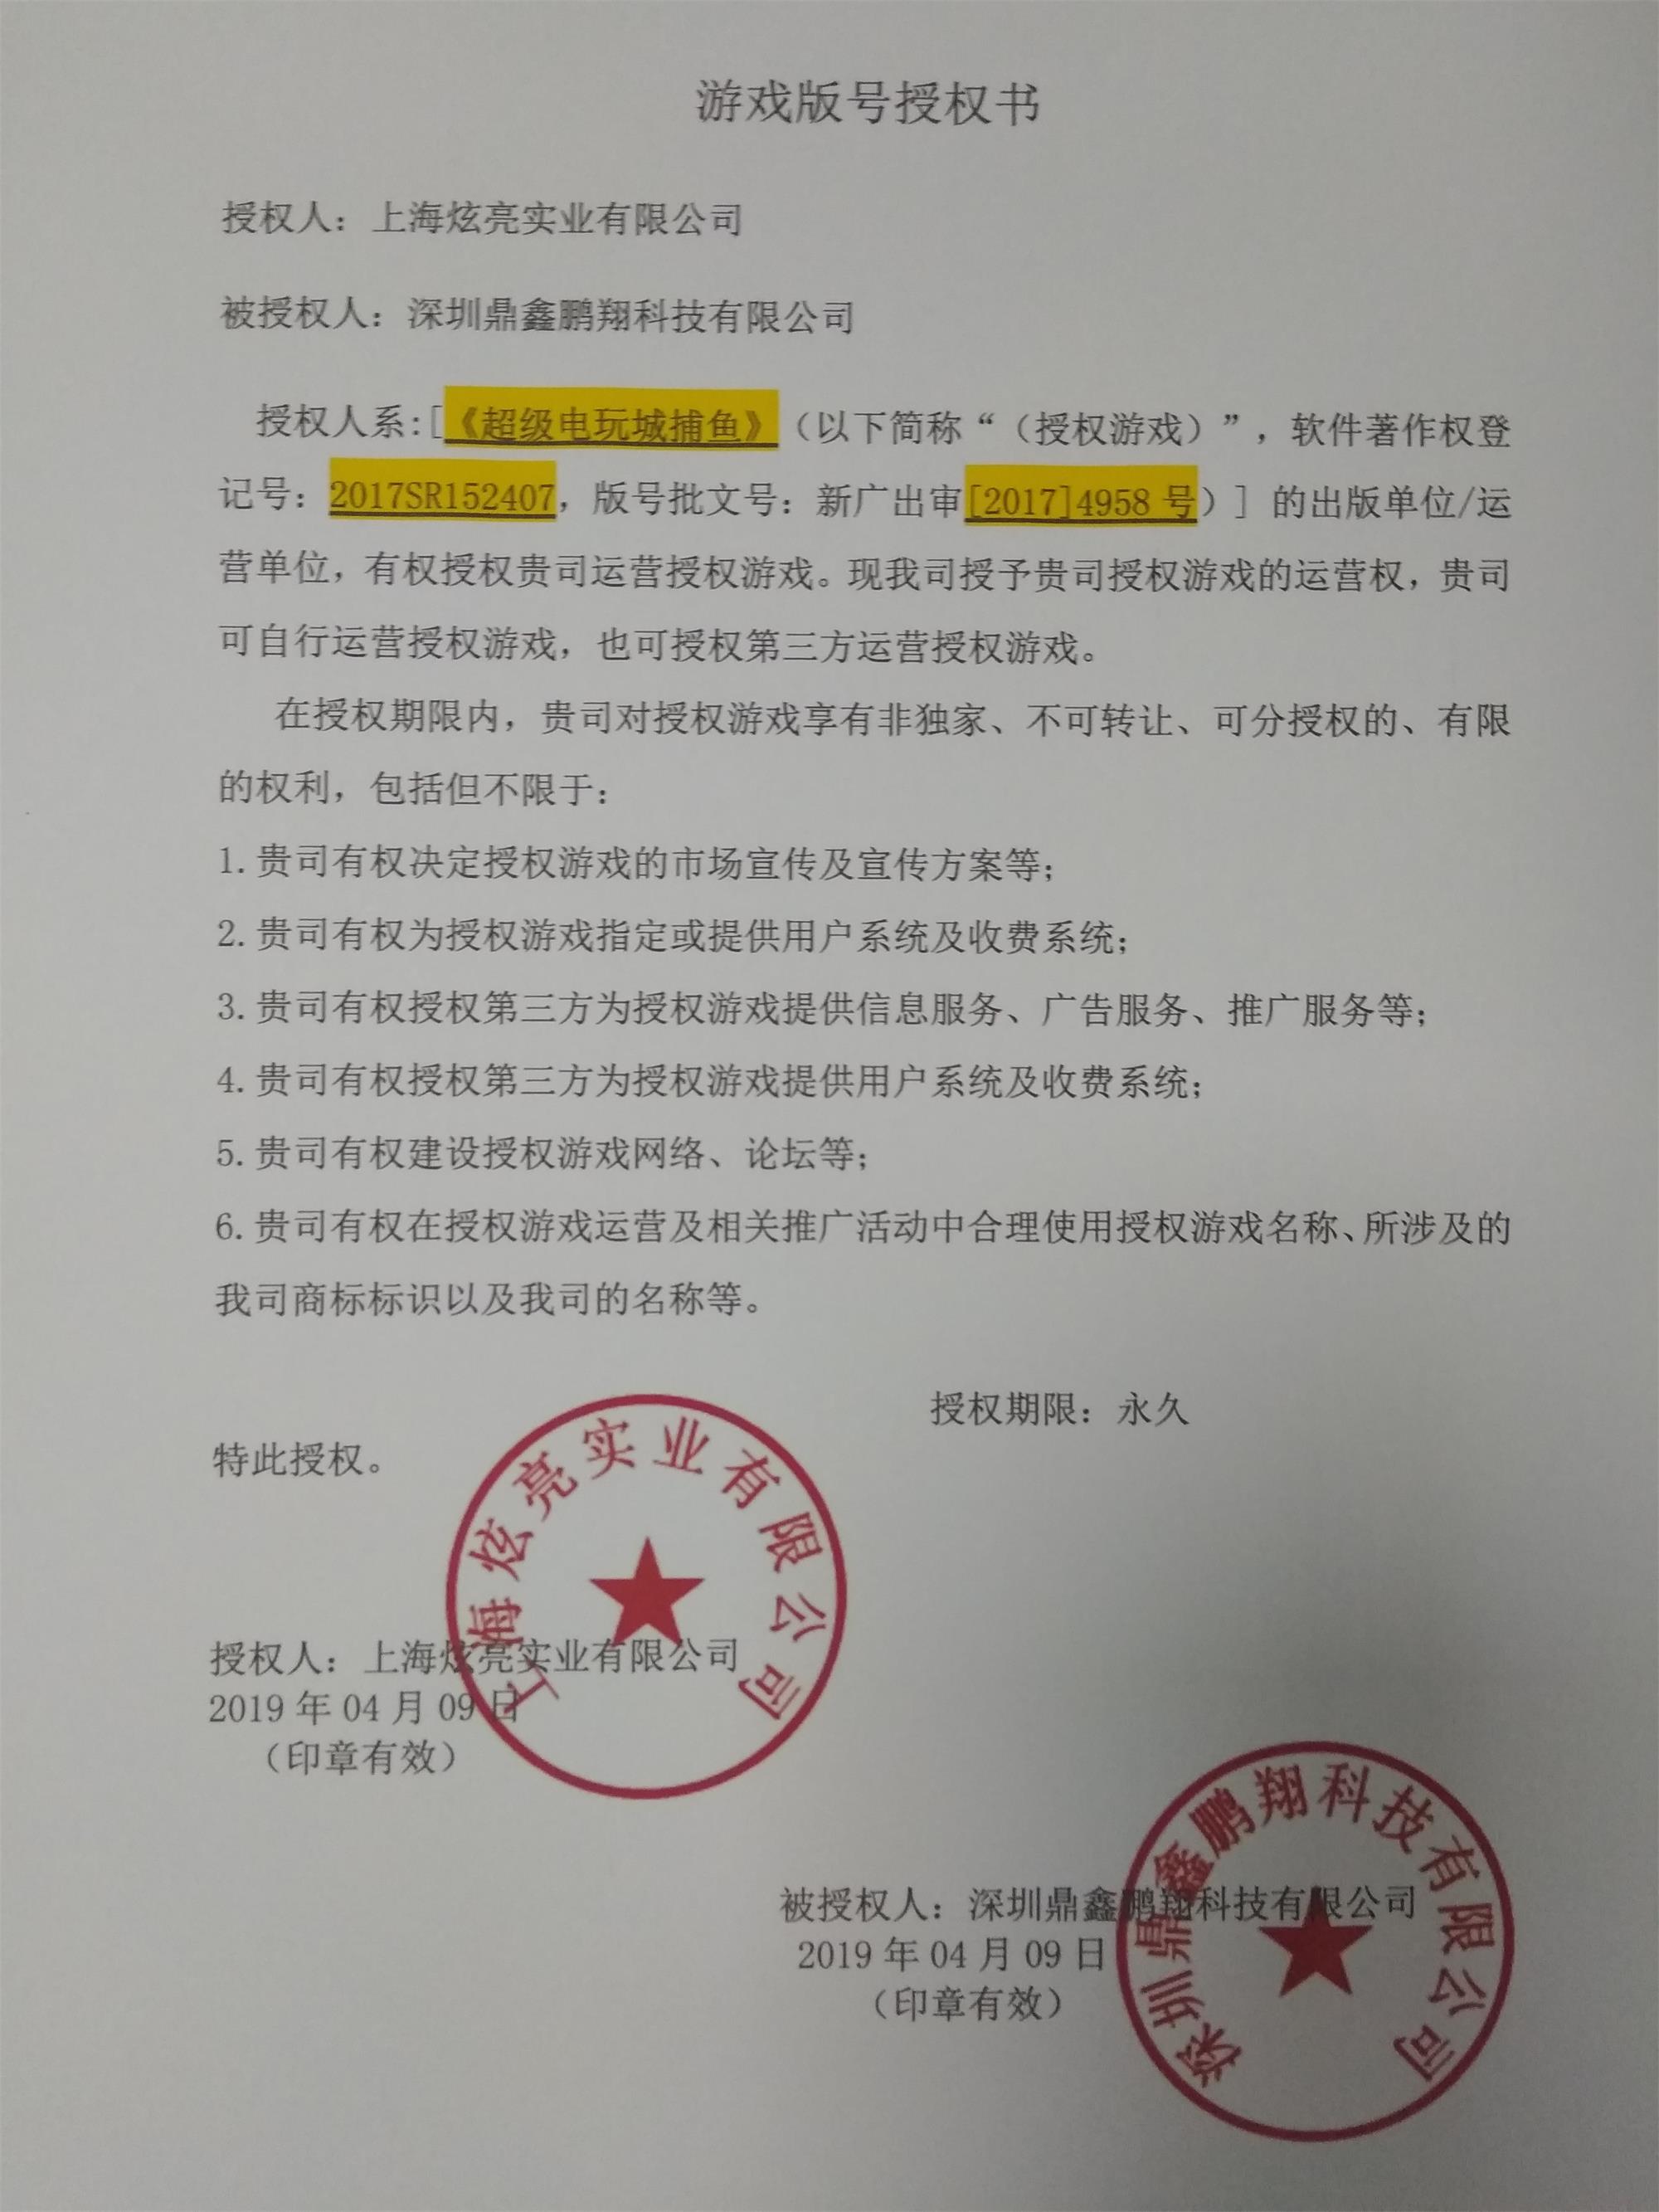 游戏版号授权书
授权人：上海炫亮实业有限公司
被授权人：深圳鼎鑫鹏翔科技有限公司
授权人系:[《超级电玩城捕鱼》（以下简称“（授权游戏）”，软件著作权登
记号：2017SR152407，版号批文号：新广出审[2017]4958 号）] 的出版单位/运
营单位，有权授权贵司运营授权游戏。现我司授予贵司授权游戏的运营权，贵司
可自行运营授权游戏，也可授权第三方运营授权游戏。
在授权期限内，贵司对授权游戏享有非独家、不可转让、可分授权的、有限
的权利，包括但不限于：
1.贵司有权决定授权游戏的市场宣传及宣传方案等；
2.贵司有权为授权游戏指定或提供用户系统及收费系统；
3.贵司有权授权第三方为授权游戏提供信息服务、广告服务、推广服务等；
4.贵司有权授权第三方为授权游戏提供用户系统及收费系统；
5.贵司有权建设授权游戏网络、论坛等；
6.贵司有权在授权游戏运营及相关推广活动中合理使用授权游戏名称、所涉及的
我司商标标识以及我司的名称等。
授权期限：永久
特此授权。
上海炫亮实业有限公司
授权人：上海炫亮实业有限公司
2019 年 04 月 09 日
（印章有效）
深圳鼎鑫鹏翔科技有限公司
被授权人：深圳鼎鑫鹏翔科技有限公司
2019 年 04 月 09 日
（印章有效）